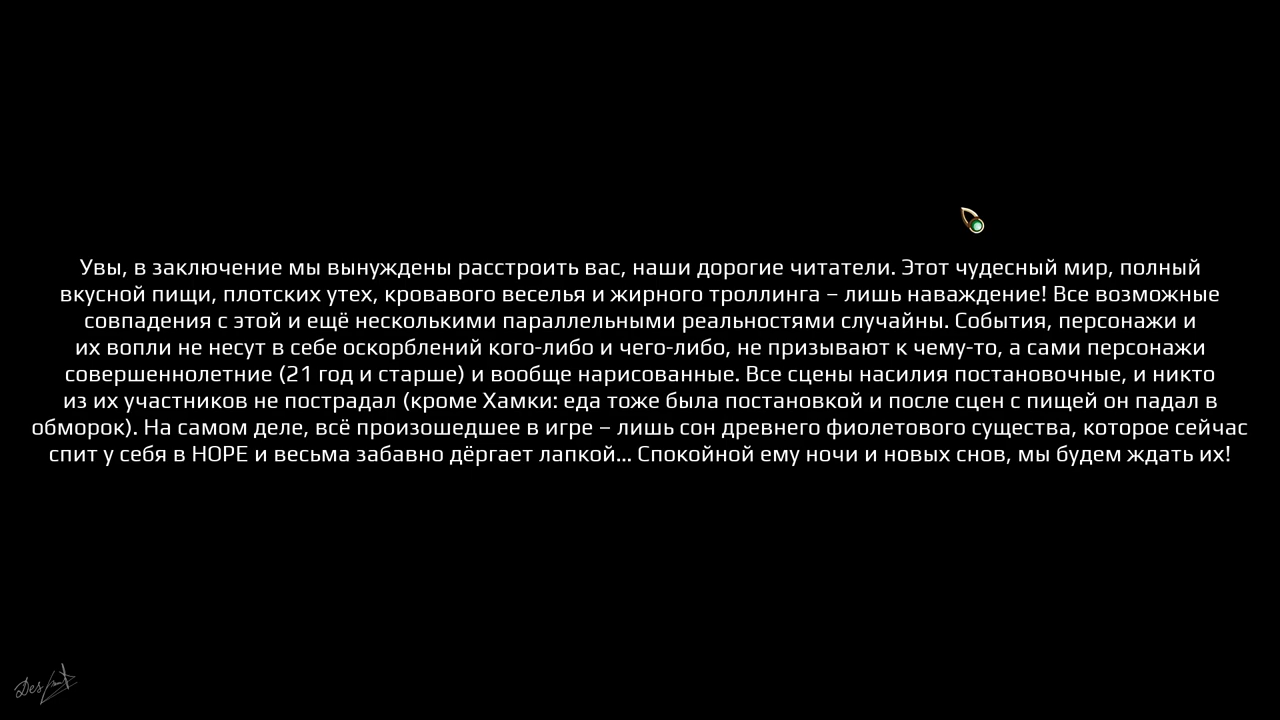 Увы, в заключение мы вынуждены расстроить вас, наши дорогие читатели. Этот чудесный мир, полный
вкусной пищи, плотских утех, кровавого веселья и жирного троллинга – лишь наваждение! Все возможные
совпадения с этой и ещё несколькими параллельными реальностями случайны. События, персонажи и
их вопли не несут в себе оскорблений кого-либо и чего-либо, не призывают к чему-то, а сами персонажи
совершеннолетние (21 год и старше) и вообще нарисованные. Все сцены насилия постановочные, и никто
из их участников не пострадал (кроме Хамки: еда тоже была постановкой и после сцен с пищей он падал в
обморок). На самом деле, всё произошедшее в игре – лишь сон древнего фиолетового существа, которое сейчас
спит у себя в НОРЕ и весьма забавно дёргает лапкой... Спокойной ему ночи и новых снов, мы будем ждать их!